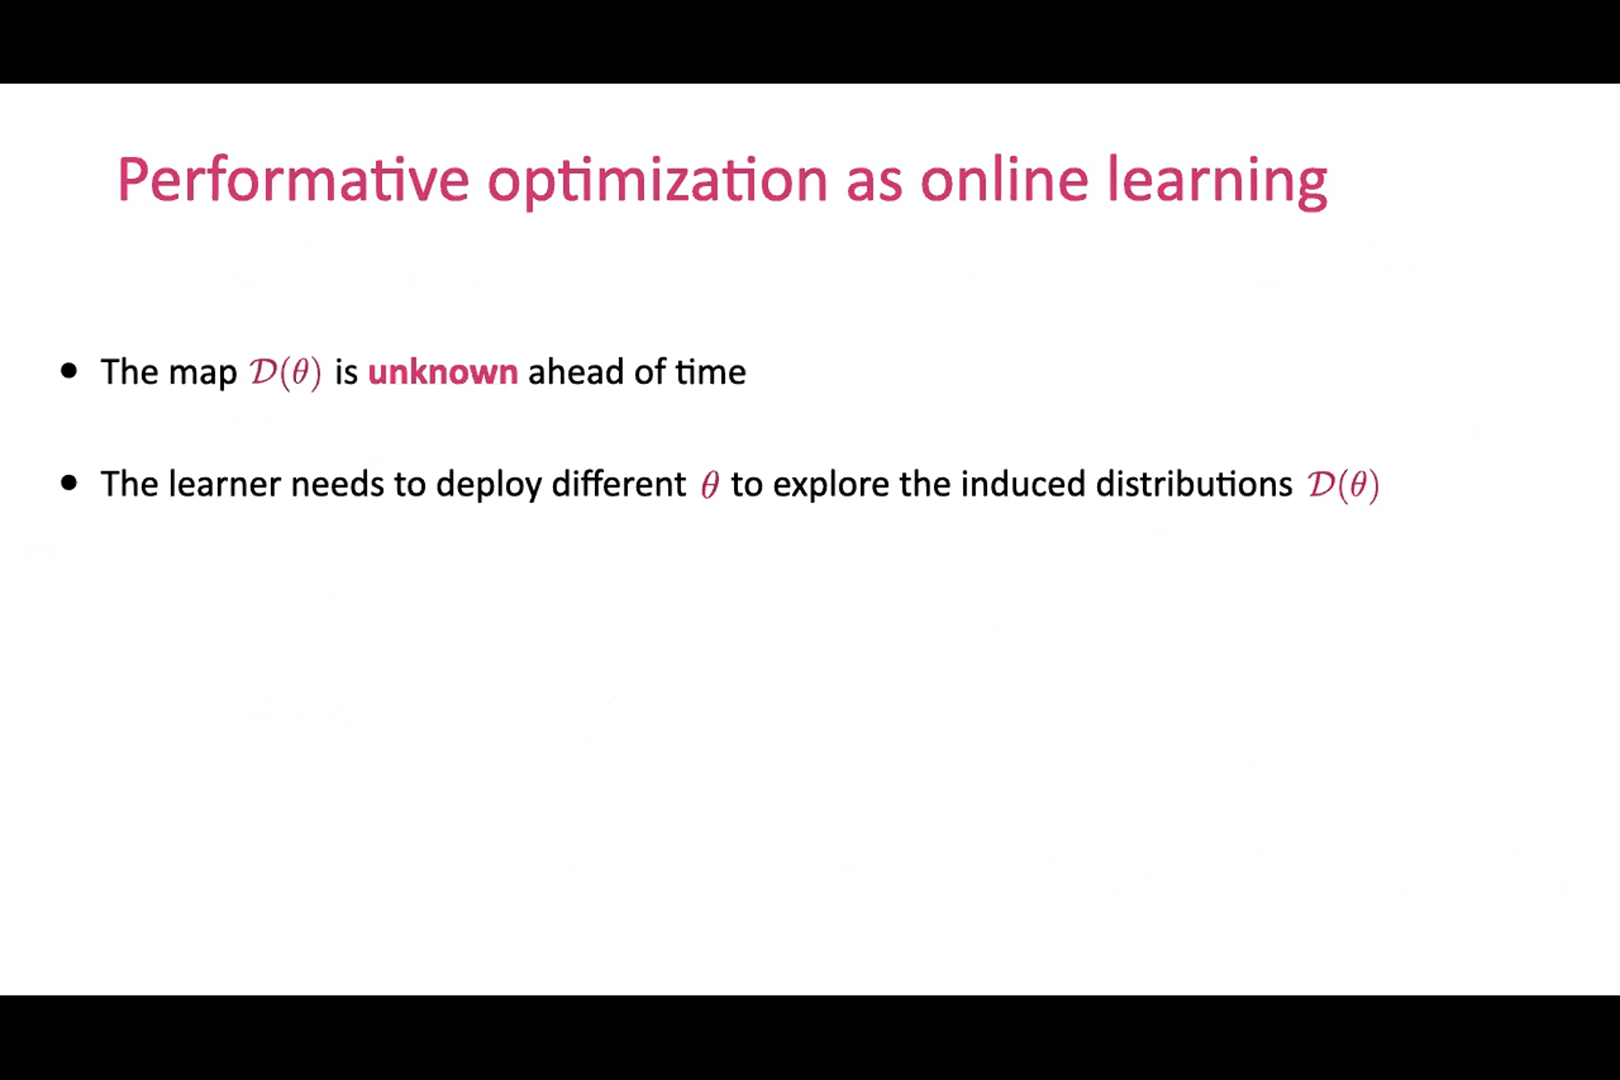 Performative optimization as online learning
• The map 𝒟(θ) is unknown ahead of time
• The learner needs to deploy different θ to explore the induced distributions 𝒟(θ)